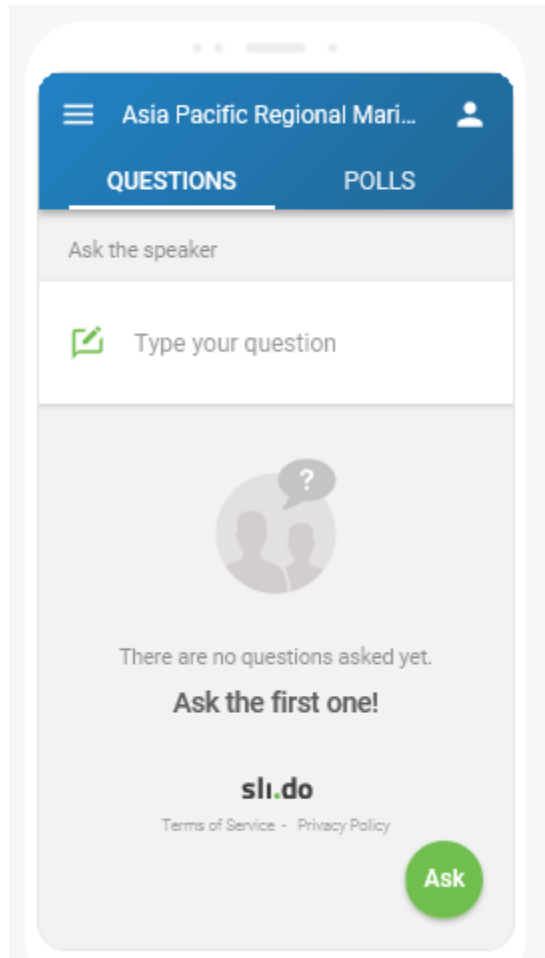 Asia Pacific Regional Mari...
QUESTIONS POLLS
Ask the speaker
Type your question
?
There are no questions asked yet.
Ask the first one!
sli.do
Terms of Service - Privacy Policy
Ask